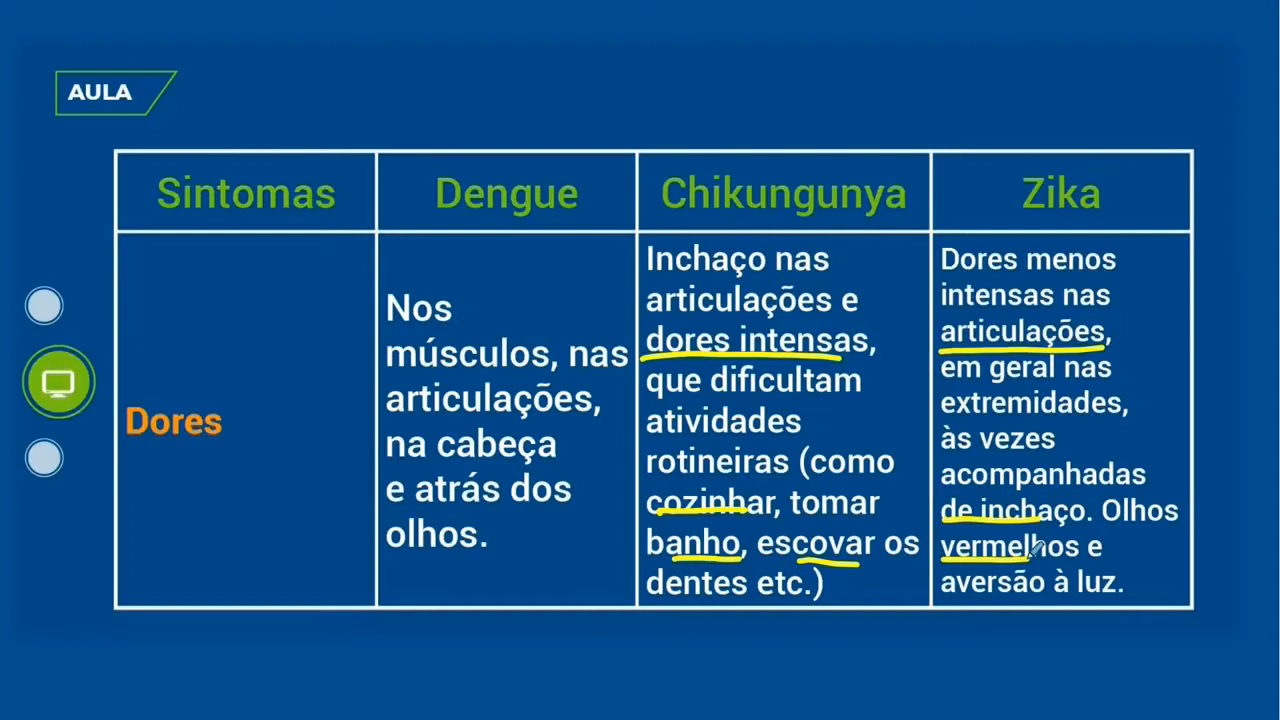 AULA
Sintomas
Dengue
Chikungunya
Zika
Dores
Nos
músculos, nas
articulações,
na cabeça
e atrás dos
olhos.
Inchaço nas
articulações e
dores intensas,
que dificultam
atividades
rotineiras (como
cozinhar, tomar
banho, escovar os
dentes etc.)
Dores menos
intensas nas
articulações,
em geral nas
extremidades,
às vezes
acompanhadas
de inchaço. Olhos
vermelhos e
aversão à luz.